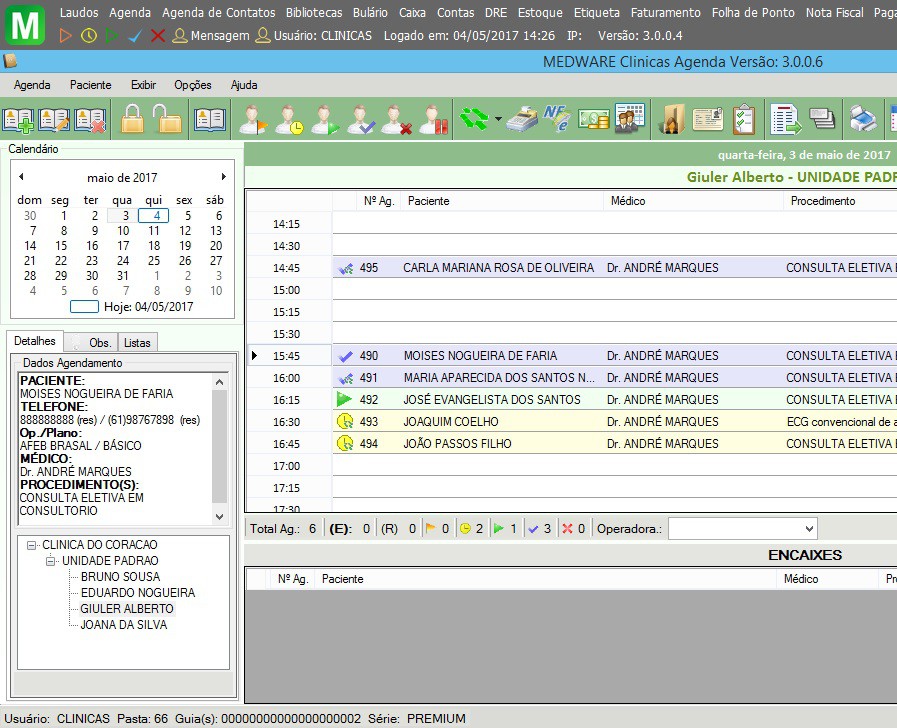 M
Laudos Agenda Agenda de Contatos Bibliotecas Bulário Caixa Contas DRE Estoque Etiqueta Faturamento Folha de Ponto Nota Fiscal Paga
Mensagem Usuário: CLINICAS Logado em: 04/05/2017 14:26 IP: Versão: 3.0.0.4
MEDWARE Clinicas Agenda Versão: 3.0.0.6
Agenda Paciente Exibir Opções Ajuda
NF e
Calendário
quarta-feira, 3 de maio de 2017
Giuler Alberto - UNIDADE PADR
maio de 2017
dom seg ter qua qui sex sáb
30 1 2 3 4 5 6
7 8 9 10 11 12 13
14 15 16 17 18 19 20
21 22 23 24 25 26 27
28 29 30 31 1 2 3
4 5 6 7 8 9 10
Hoje: 04/05/2017
Nº Ag. Paciente Médico Procedimento
14:15
14:30
14:45 495 CARLA MARIANA ROSA DE OLIVEIRA Dr. ANDRÉ MARQUES CONSULTA ELETIVA E
15:00
15:15
15:30
15:45 490 MOISES NOGUEIRA DE FARIA Dr. ANDRÉ MARQUES CONSULTA ELETIVA E
16:00 491 MARIA APARECIDA DOS SANTOS N... Dr. ANDRÉ MARQUES CONSULTA ELETIVA E
16:15 492 JOSÉ EVANGELISTA DOS SANTOS Dr. ANDRÉ MARQUES CONSULTA ELETIVA E
16:30 493 JOAQUIM COELHO Dr. ANDRÉ MARQUES ECG convencional de a
16:45 494 JOÃO PASSOS FILHO Dr. ANDRÉ MARQUES CONSULTA ELETIVA E
17:00
17:15
17:30
Detalhes Obs. Listas
Dados Agendamento
PACIENTE:
MOISES NOGUEIRA DE FARIA
TELEFONE:
888888888 (res) / (61)98767898 (res)
Op./Plano:
AFEB BRASAL / BÁSICO
MÉDICO:
Dr. ANDRÉ MARQUES
PROCEDIMENTO(S):
CONSULTA ELETIVA EM
CONSULTORIO
Total Ag.: 6 (E): 0 (R) 0 0 2 1 3 0 Operadora.:
CLINICA DO CORACAO
UNIDADE PADRAO
BRUNO SOUSA
EDUARDO NOGUEIRA
GIULER ALBERTO
JOANA DA SILVA
ENCAIXES
Nº Ag. Paciente Médico Pr
Usuário: CLINICAS Pasta: 66 Guia(s): 00000000000000000002 Série: PREMIUM